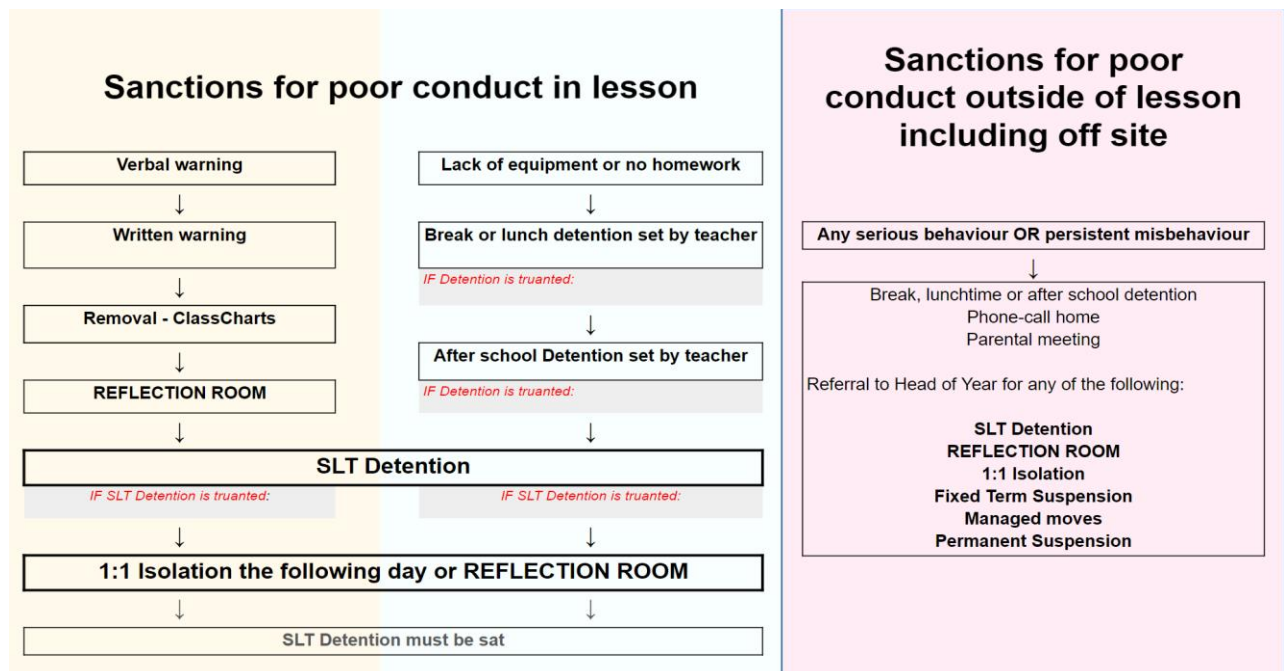 Sanctions for poor conduct in lesson
Verbal warning
↓
Written warning
↓
Removal - ClassCharts
↓
REFLECTION ROOM
↓
Lack of equipment or no homework
↓
Break or lunch detention set by teacher
IF Detention is truanted:
↓
After school Detention set by teacher
IF Detention is truanted:
↓
SLT Detention
IF SLT Detention is truanted:
IF SLT Detention is truanted:
↓ ↓
1:1 Isolation the following day or REFLECTION ROOM
↓ ↓
SLT Detention must be sat
Sanctions for poor
conduct outside of lesson
including off site
Any serious behaviour OR persistent misbehaviour
↓
Break, lunchtime or after school detention
Phone-call home
Parental meeting
Referral to Head of Year for any of the following:
SLT Detention
REFLECTION ROOM
1:1 Isolation
Fixed Term Suspension
Managed moves
Permanent Suspension